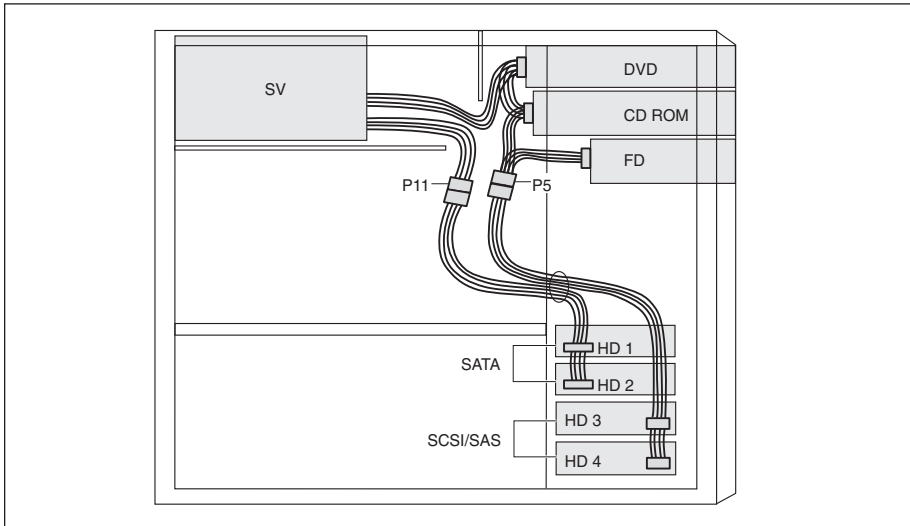 SV
DVD
CD ROM
FD
P11
P5
HD 1
SATA
HD 2
HD 3
SCSI/SAS
HD 4